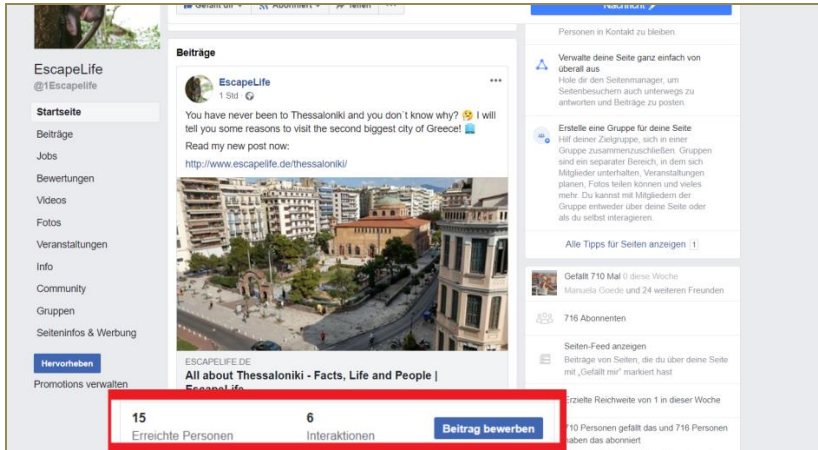 Gefällt dir
Abonniert
Teilen
Nachricht
EscapeLife
@1Escapelife
Startseite
Beiträge
Jobs
Bewertungen
Videos
Fotos
Veranstaltungen
Info
Community
Gruppen
Seiteninfos & Werbung
Hervorheben
Promotions verwalten
Beiträge
EscapeLife
1 Std
You have never been to Thessaloniki and you don´t know why? 🤔 I will
tell you some reasons to visit the second biggest city of Greece!
Read my new post now:
http://www.escapelife.de/thessaloniki/
ESCAPELIFE.DE
All about Thessaloniki - Facts, Life and People |
EscapeLife
15
Erreichte Personen
6
Interaktionen
Beitrag bewerben
Personen in Kontakt zu bleiben.
Verwalte deine Seite ganz einfach von
überall aus
Hole dir den Seitenmanager, um
Seitenbesuchern auch unterwegs zu
antworten und Beiträge zu posten.
Erstelle eine Gruppe für deine Seite
Hilf deiner Zielgruppe, sich in einer
Gruppe zusammenzuschließen. Gruppen
sind ein separater Bereich, in dem sich
Mitglieder unterhalten, Veranstaltungen
planen, Fotos teilen können und vieles
mehr. Du kannst mit Mitgliedern der
Gruppe entweder über deine Seite oder
als du selbst interagieren.
Alle Tipps für Seiten anzeigen 1
Gefällt 710 Mal 0 diese Woche
Manuela Goede und 24 weiteren Freunden
716 Abonnenten
Seiten-Feed anzeigen
Beiträge von Seiten, die du über deine Seite
mit „Gefällt mir" markiert hast
Erzielte Reichweite von 1 in dieser Woche
710 Personen gefällt das und 716 Personen
haben das abonniert